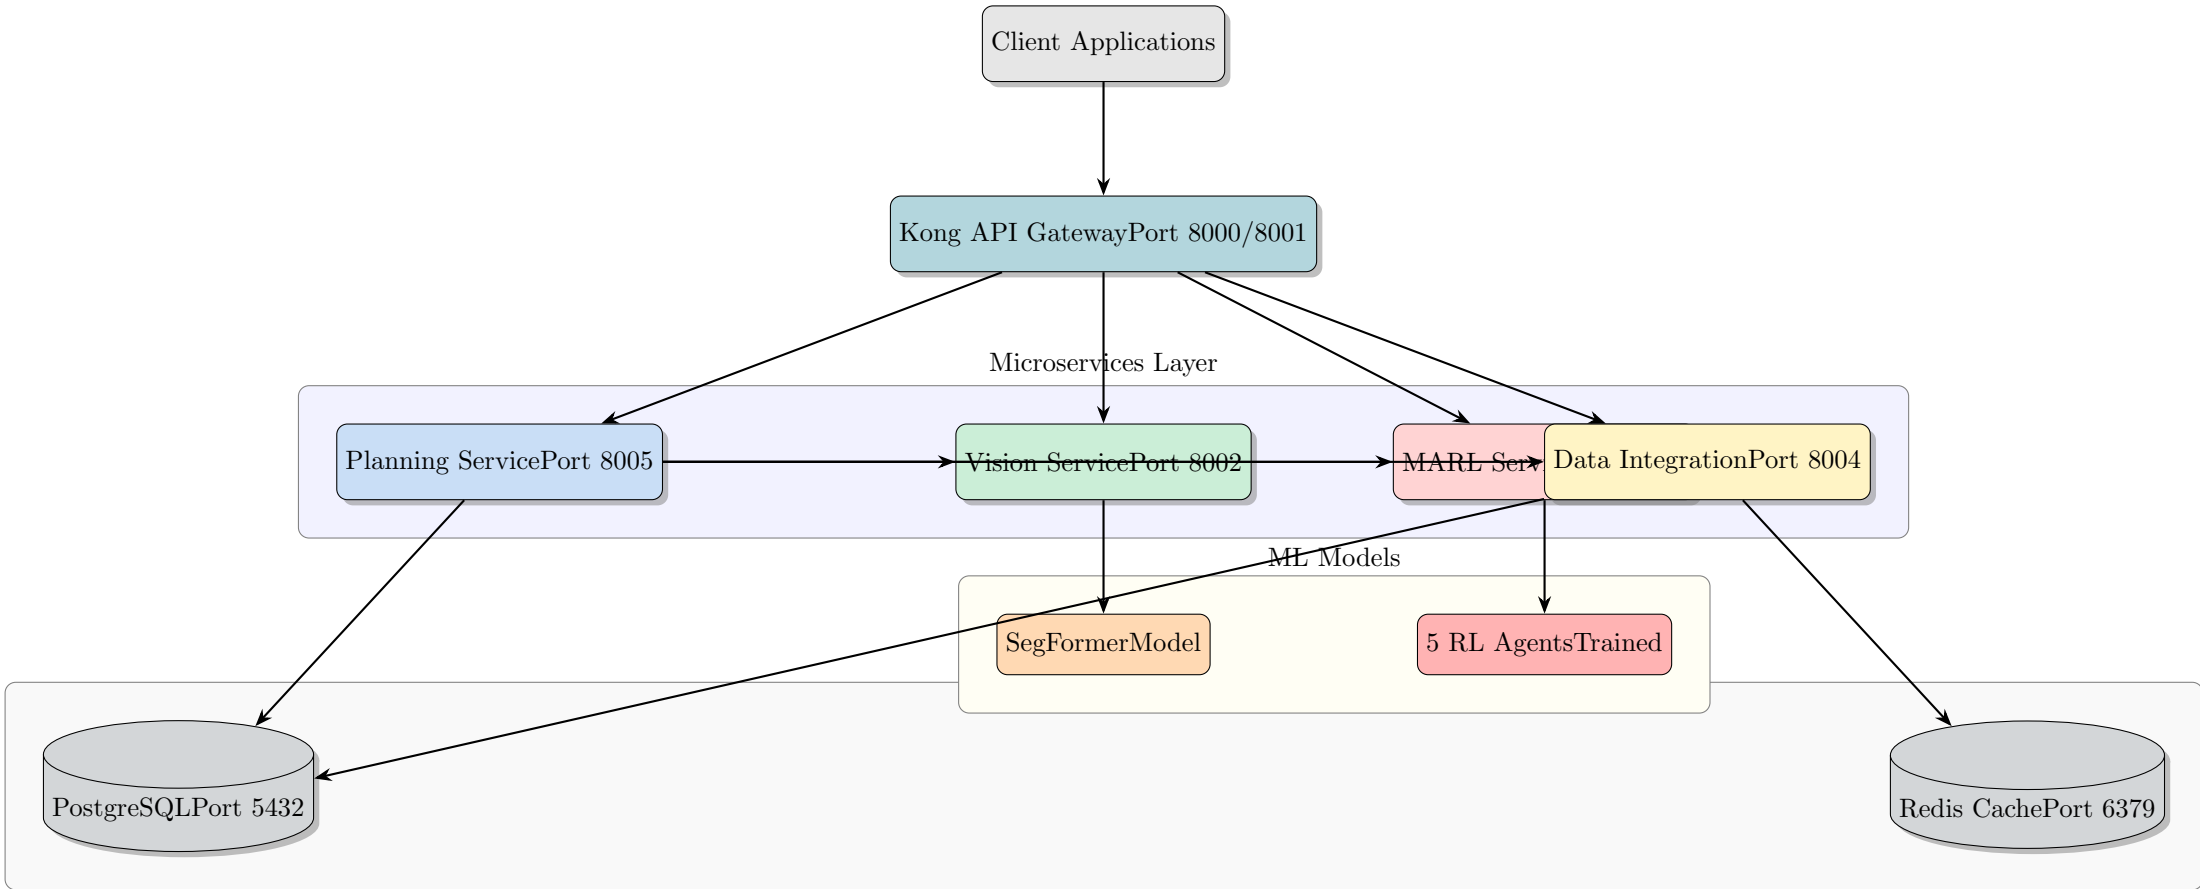 Client Applications
Kong API GatewayPort 8000/8001
Microservices Layer
Planning ServicePort 8005
Vision ServicePort 8002
MARL
Data IntegrationPort 8004
ML Models
SegFormerModel
5 RL AgentsTrained
PostgreSQLPort 5432
Redis CachePort 6379